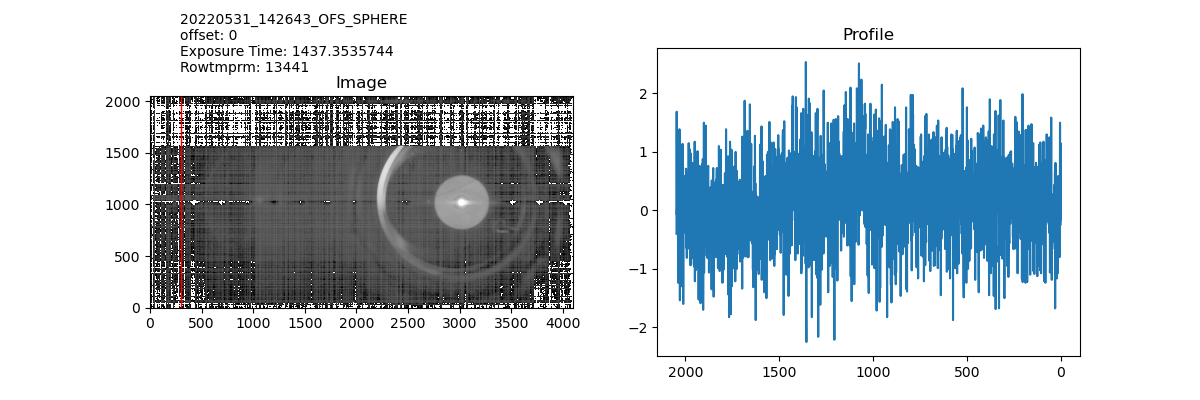 20220531_142643_OFS_SPHERE
offset: 0
Exposure Time: 1437.3535744
Rowtmprm: 13441
Image
2000
1500
1000
500
0
0 500 1000 1500 2000 2500 3000 3500 4000
Profile
2
1
0
−1
−2
2000 1500 1000 500 0